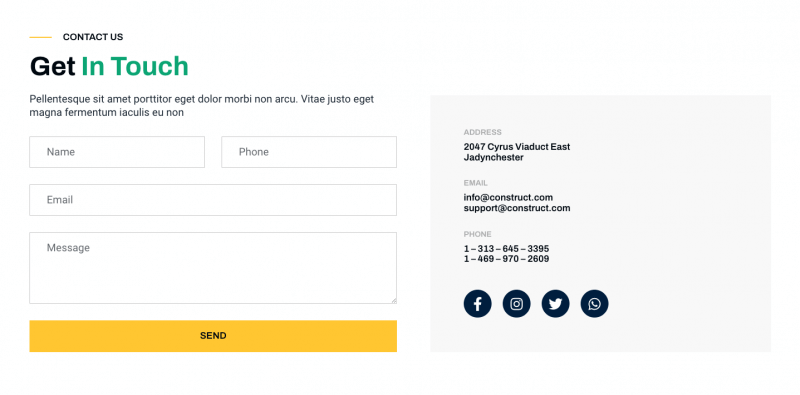 CONTACT US
Get In Touch
Pellentesque sit amet porttitor eget dolor morbi non arcu. Vitae justo eget
magna fermentum iaculis eu non
Name
Phone
Email
Message
SEND
ADDRESS
2047 Cyrus Viaduct East
Jadynchester
EMAIL
info@construct.com
support@construct.com
PHONE
1 – 313 – 645 – 3395
1 – 469 – 970 – 2609